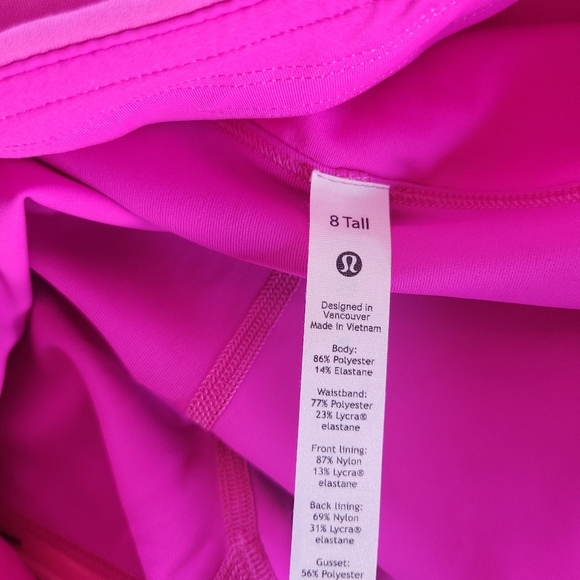 8 Tall
Designed in
Vancouver
Made in Vietnam
Body:
86% Polyester
14% Elastane
Waistband:
77% Polyester
23% Lycra®
elastane
Front lining:
87% Nylon
13% Lycra®
elastane
Back lining:
69% Nylon
31% Lycra®
elastane
Gusset:
56% Polyester